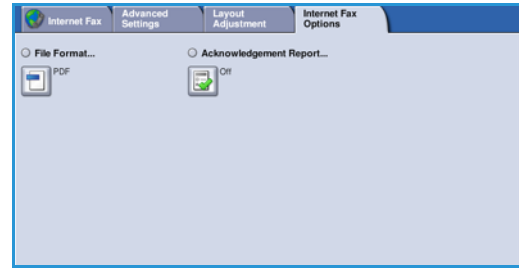 Internet Fax
Advanced
Settings
Layout
Adjustment
Internet Fax
Options
File Format...
Acknowledgement Report...
PDF
Off